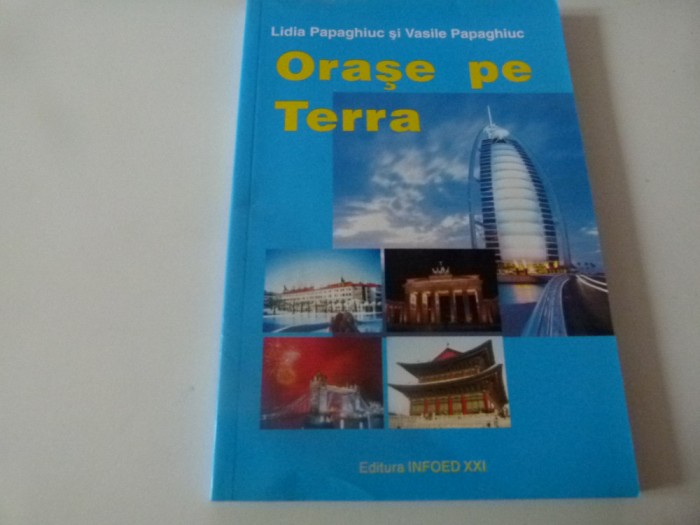 Lidia Papaghiuc şi Vasile Papaghiuc
Oraşe pe
Terra
Editura INFOED XXI